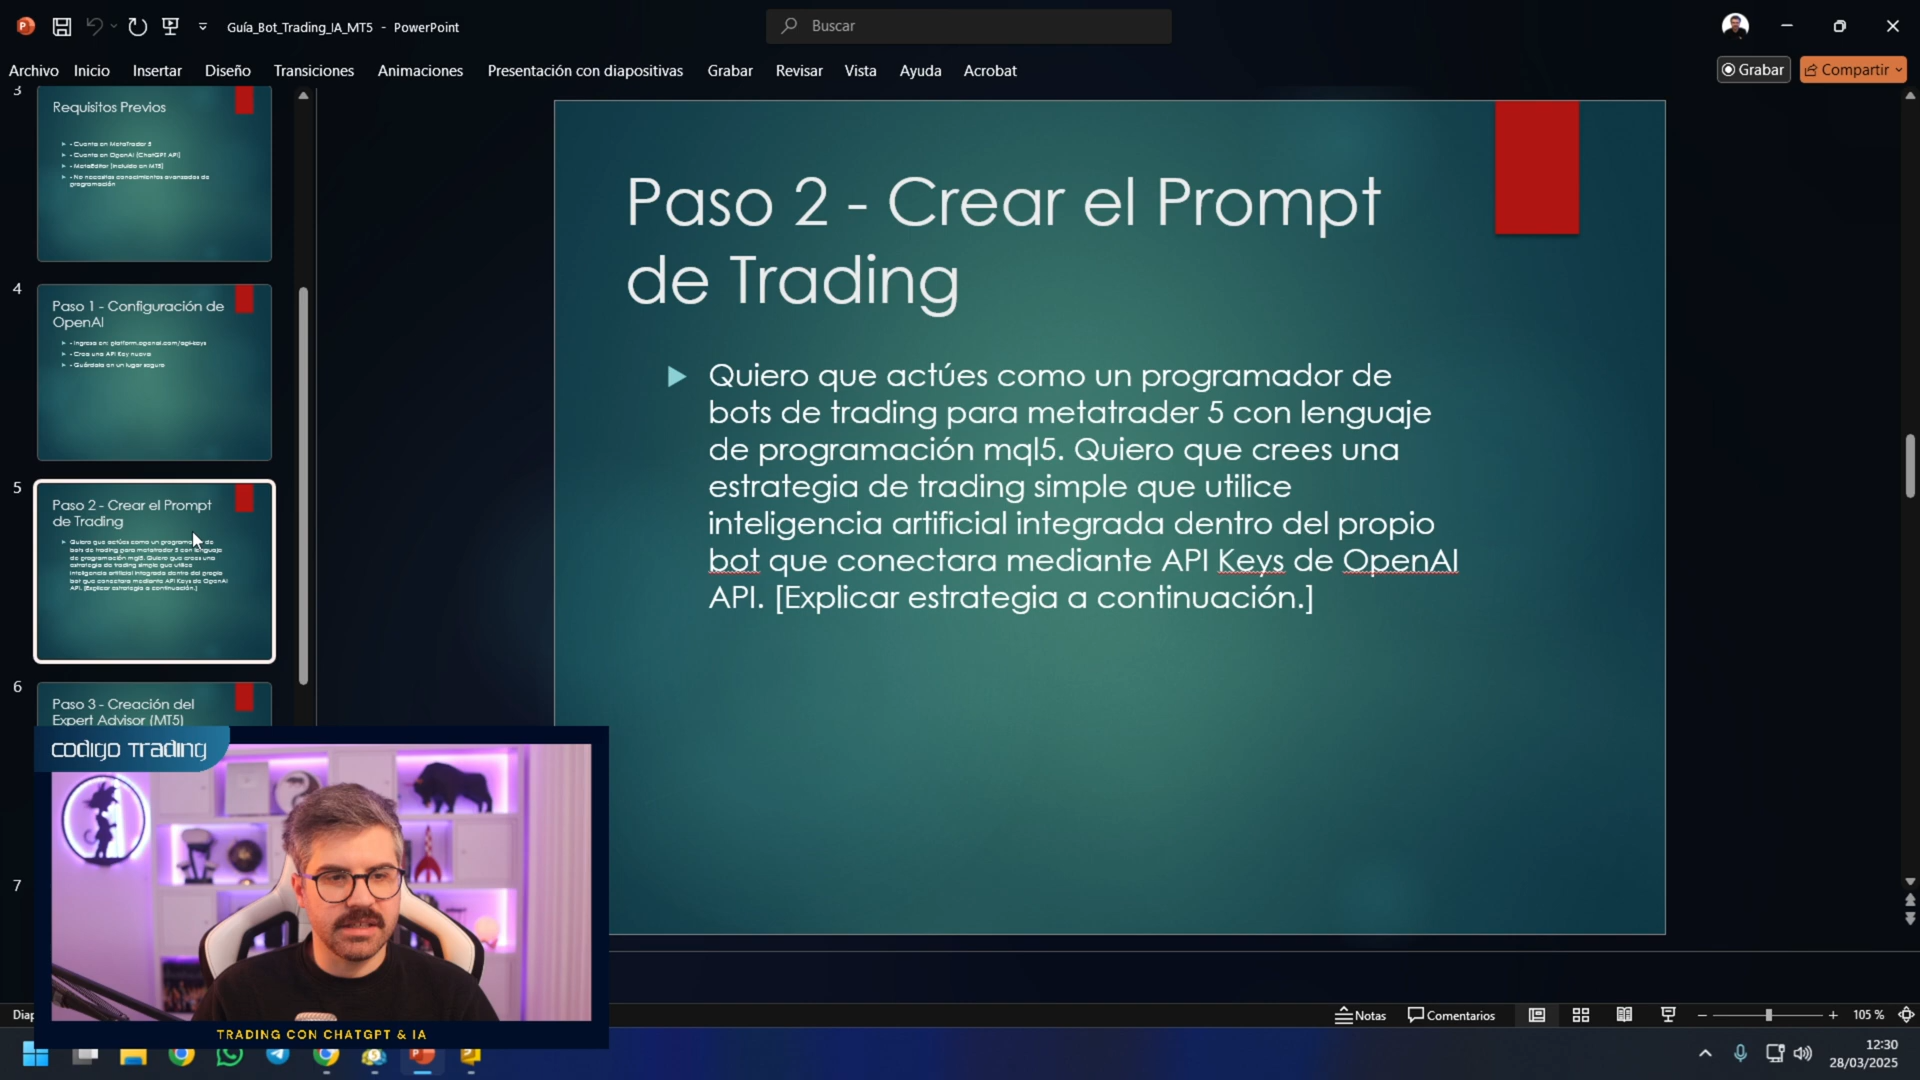 Guía_Bot_Trading_IA_MT5 - PowerPoint
Buscar
Archivo Inicio Insertar Diseño Transiciones Animaciones Presentación con diapositivas Grabar Revisar Vista Ayuda Acrobat
Grabar
Compartir
3
Requisitos Previos
- Cuenta en MetaTrader 5
- Cuenta en OpenAI (ChatGPT API)
- MetaEditor (incluido en MT5)
- No necesitas conocimientos avanzados de
programación
4
Paso 1 - Configuración de
OpenAI
- Ingresa en: platform.openai.com/api-keys
- Crea una API Key nueva
- Guárdala en un lugar seguro
5
Paso 2 - Crear el Prompt
de Trading
Quiero que actúes como un programador de
bots de trading para metatrader 5 con lenguaje
de programación mql5. Quiero que crees una
estrategia de trading simple que utilice
inteligencia artificial integrada dentro del propio
bot que conectara mediante API Keys de OpenAI
API. [Explicar estrategia a continuación.]
6
Paso 3 - Creación del
Expert Advisor (MT5)
7
Paso 2 - Crear el Prompt
de Trading
Quiero que actúes como un programador de
bots de trading para metatrader 5 con lenguaje
de programación mql5. Quiero que crees una
estrategia de trading simple que utilice
inteligencia artificial integrada dentro del propio
bot que conectara mediante API Keys de OpenAI
API. [Explicar estrategia a continuación.]
codigo Trading
TRADING CON CHATGPT & IA
Notas
Comentarios
105 %
12:30
28/03/2025